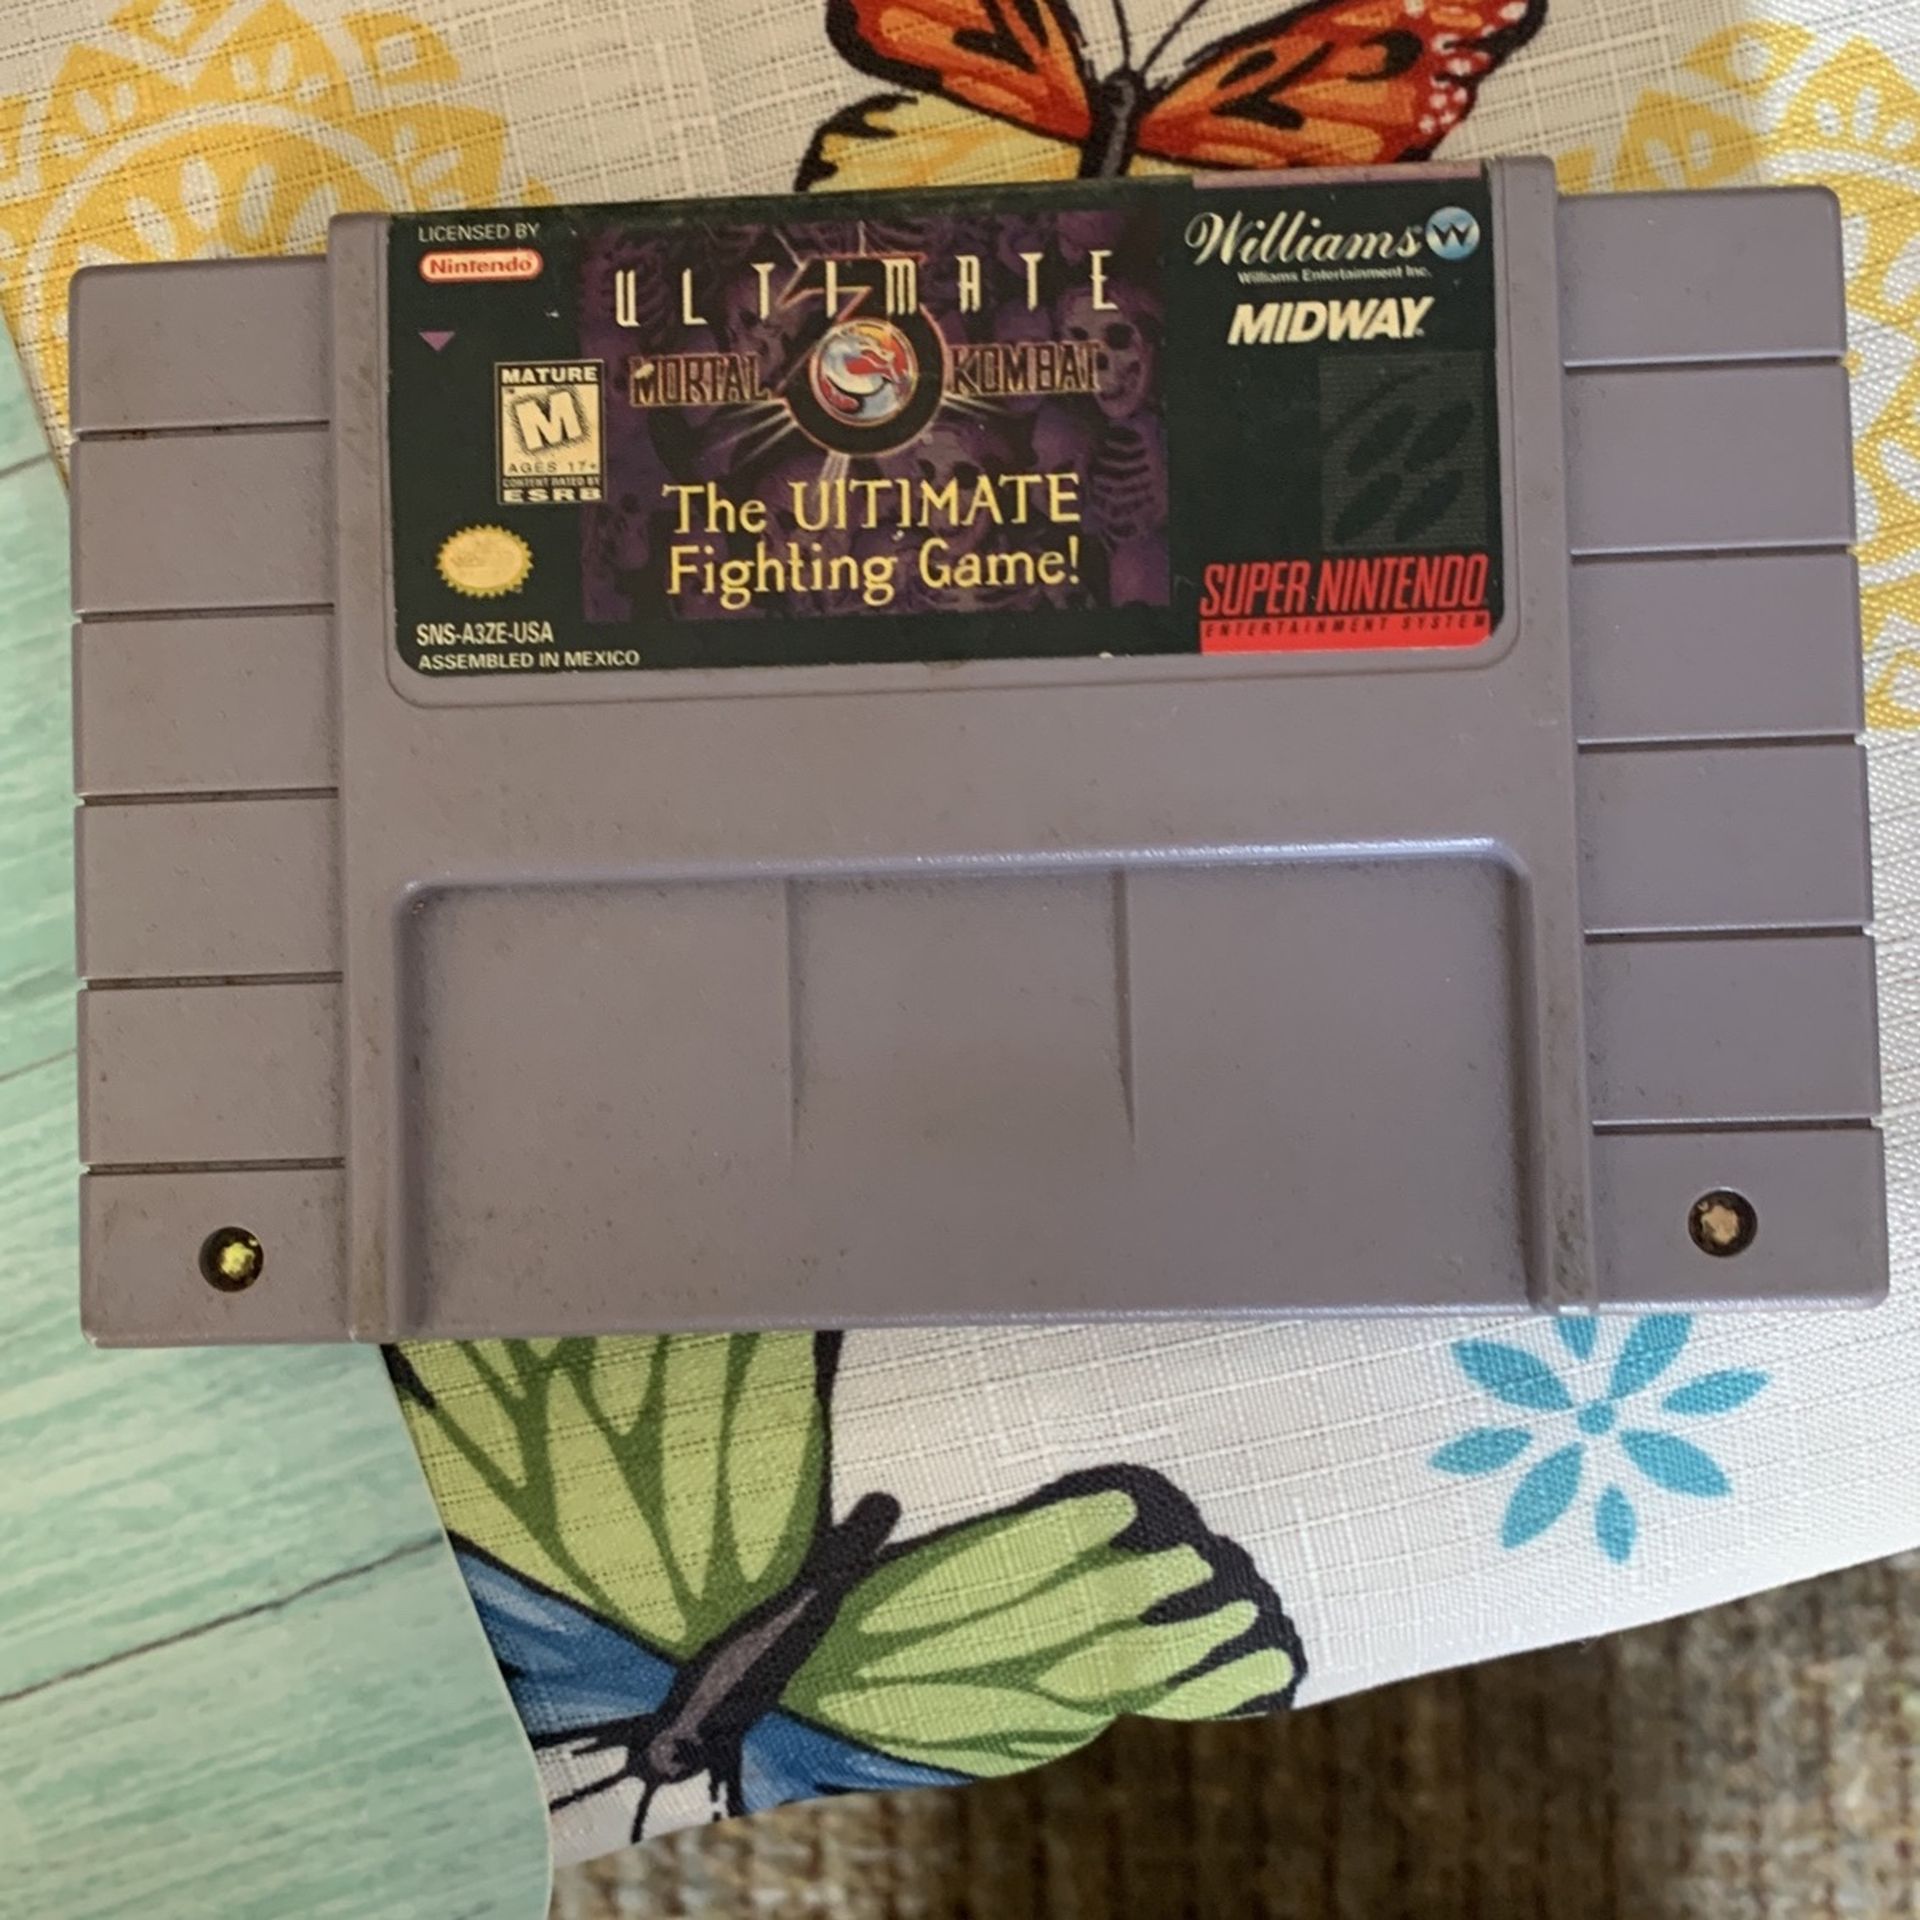 LICENSED BY
Nintendo
MATURE
M
AGES 17+
CONTENT RATED BY
ESRB
SNS-A3ZE-USA
ASSEMBLED IN MEXICO
ULTIMATE
3
MORTAL KOMBAT
The UlTIMATE
Fighting Game!
Williams W
Williams Entertainment Inc.
MIDWAY
SUPER NINTENDO
ENTERTAINMENT SYSTEM